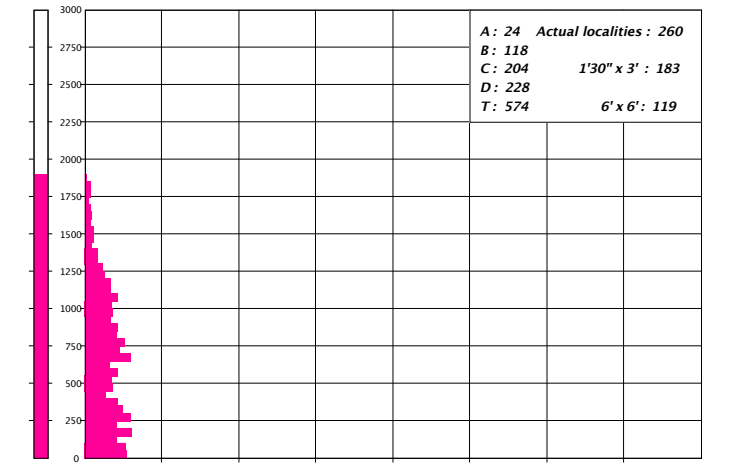 3000
2750
2500
2250
2000
1750
1500
1250
1000
750
500
250
0
A : 24 Actual localities : 260
B : 118
C : 204 1'30" x 3' : 183
D : 228
T : 574 6' x 6' : 119